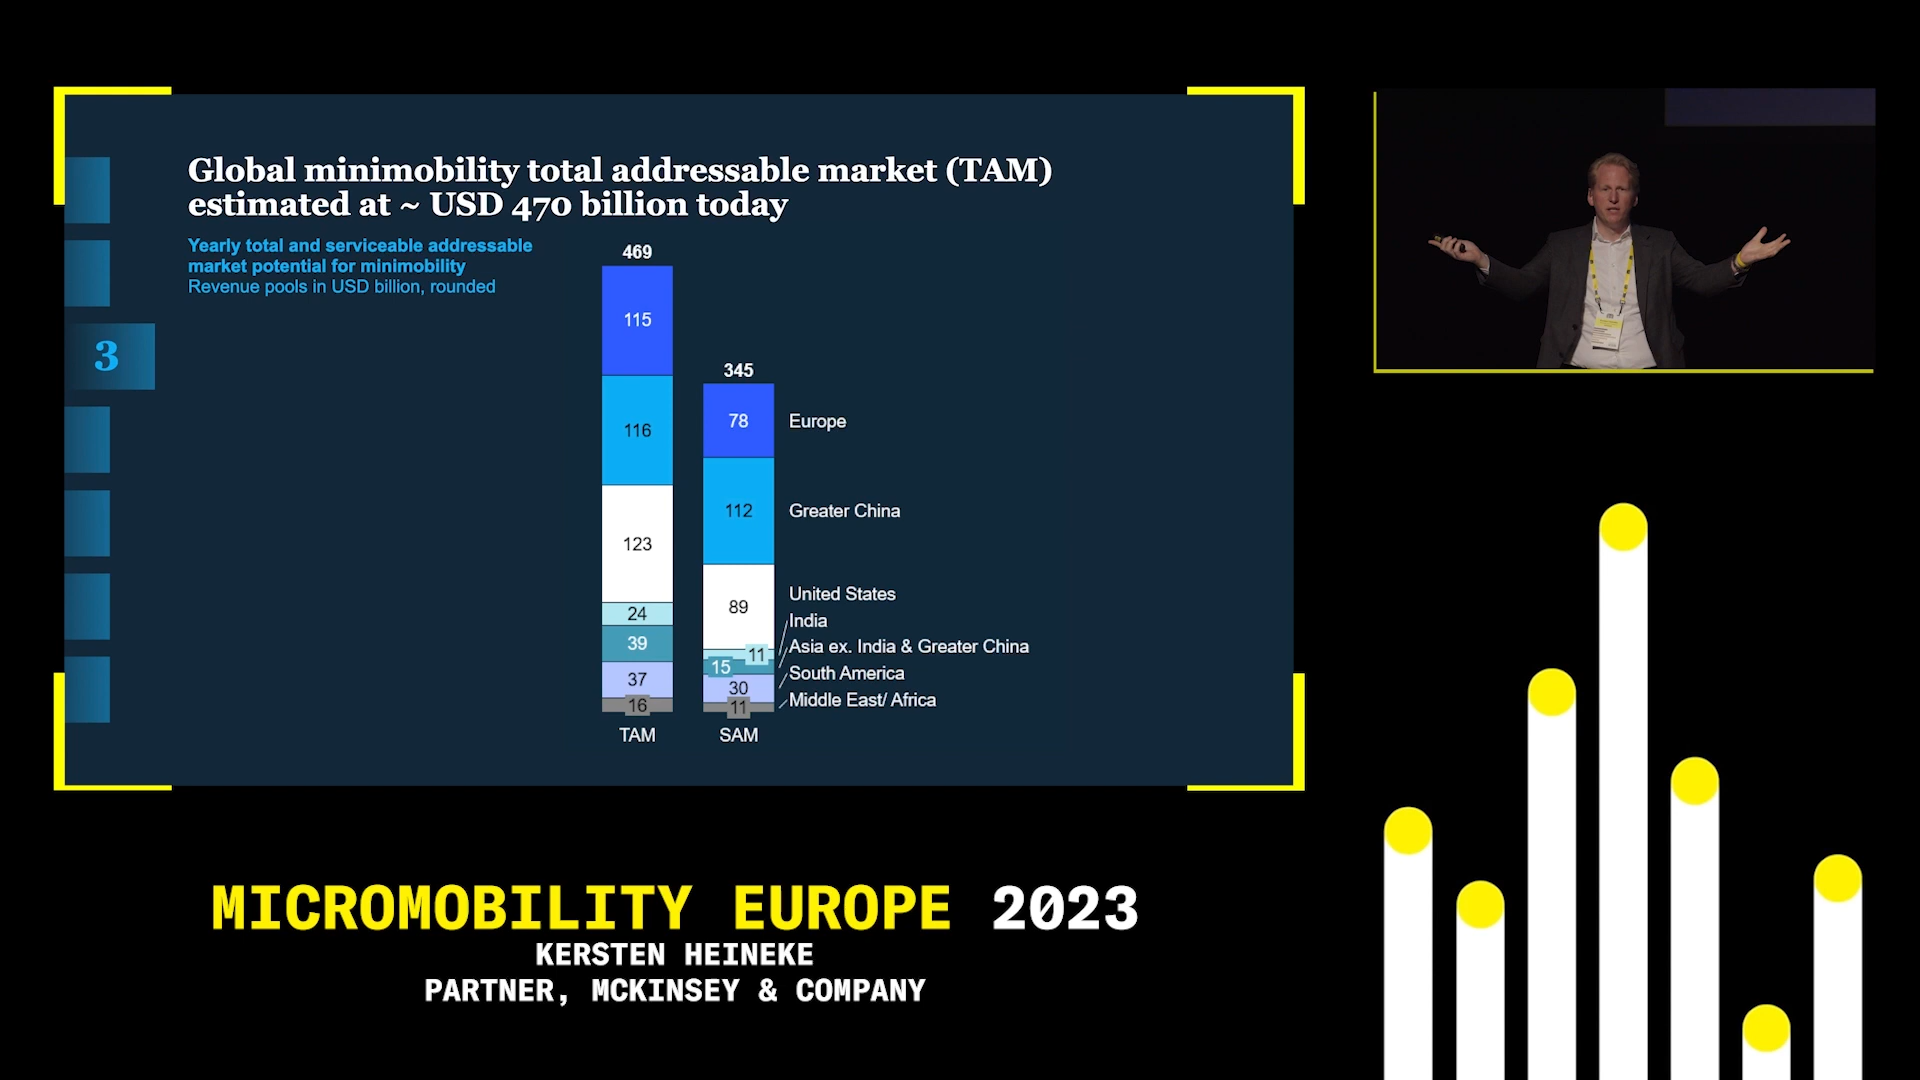 Global minimobility total addressable market (TAM)
estimated at ~ USD 470 billion today
Yearly total and serviceable addressable
market potential for minimobility
Revenue pools in USD billion, rounded
3
469
115
116
123
24
39
37
16
TAM
345
78
112
89
11
15
30
11
SAM
Europe
Greater China
United States
India
Asia ex. India & Greater China
South America
Middle East/ Africa
MICROMOBILITY EUROPE 2023
KERSTEN HEINEKE
PARTNER, MCKINSEY & COMPANY